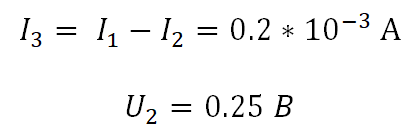 I₃ = I₁ − I₂ = 0.2 * 10⁻³ A
U₂ = 0.25 B